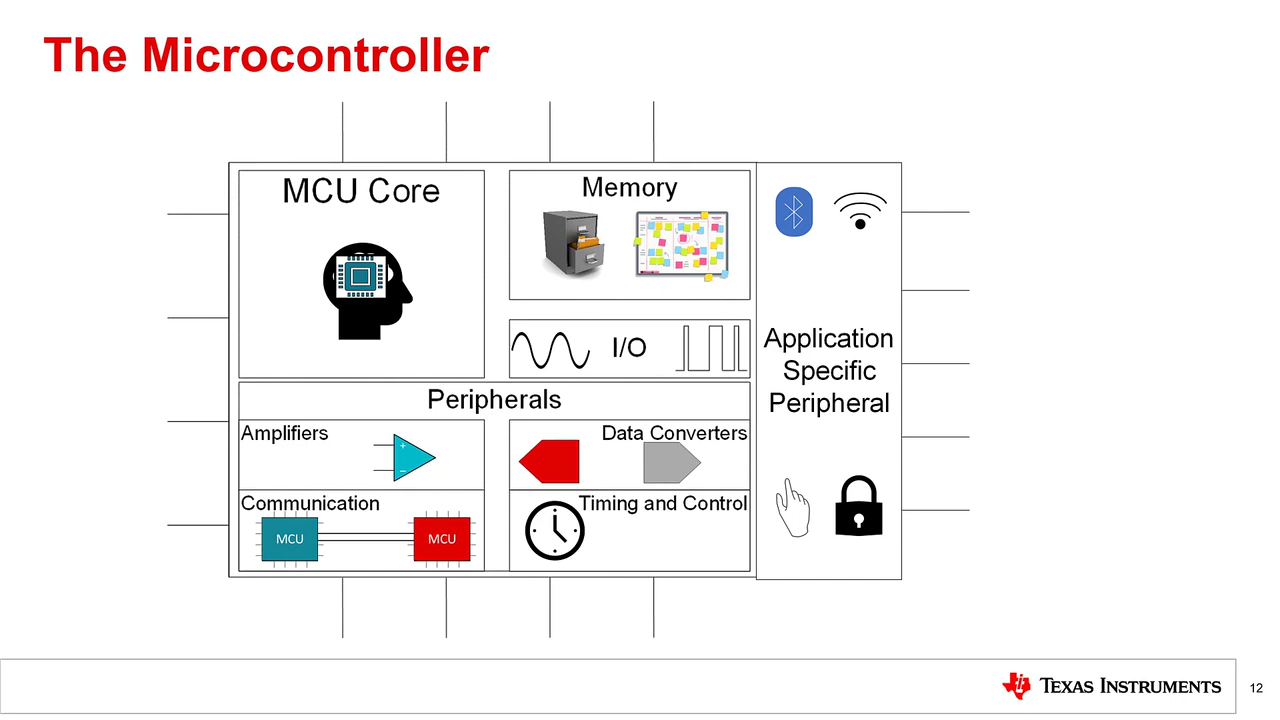 The Microcontroller
MCU Core
Memory
I/O
Application
Specific
Peripheral
Peripherals
Amplifiers
Data Converters
Communication
Timing and Control
MCU
MCU
TEXAS INSTRUMENTS
12